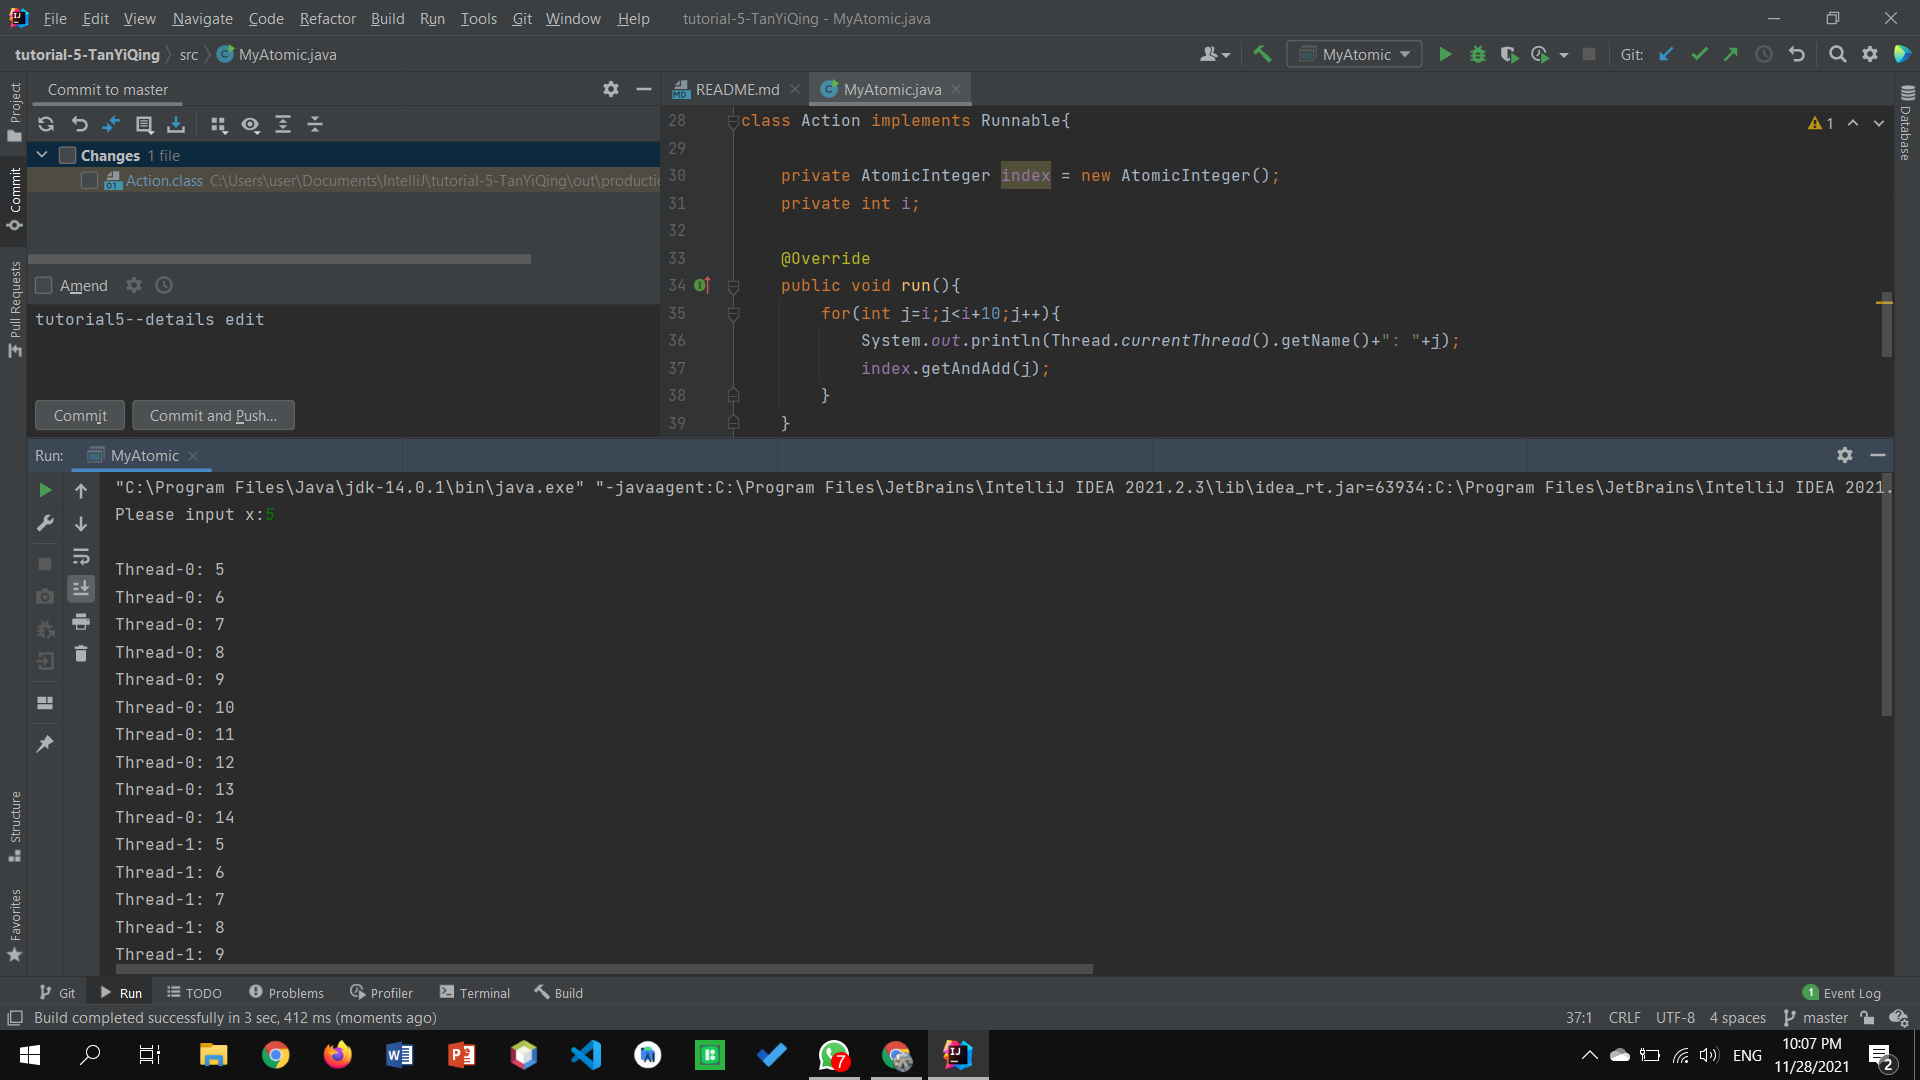 File Edit View Navigate Code Refactor Build Run Tools Git Window Help tutorial-5-TanYiQing - MyAtomic.java
tutorial-5-TanYiQing src MyAtomic.java MyAtomic Git:
Project
Commit
Pull Requests
Structure
Favorites
Database
Commit to master
Changes 1 file
Action.class C:\Users\user\Documents\IntelliJ\tutorial-5-TanYiQing\out\productio
Amend
tutorial5--details edit
Commit Commit and Push...
README.md MyAtomic.java
1
28 class Action implements Runnable{
29
30 private AtomicInteger index = new AtomicInteger();
31 private int i;
32
33 @Override
34 public void run(){
35 for(int j=i;j<i+10;j++){
36 System.out.println(Thread.currentThread().getName()+": "+j);
37 index.getAndAdd(j);
38 }
39 }
Run: MyAtomic
"C:\Program Files\Java\jdk-14.0.1\bin\java.exe" "-javaagent:C:\Program Files\JetBrains\IntelliJ IDEA 2021.2.3\lib\idea_rt.jar=63934:C:\Program Files\JetBrains\IntelliJ IDEA 2021.
Please input x:5
Thread-0: 5
Thread-0: 6
Thread-0: 7
Thread-0: 8
Thread-0: 9
Thread-0: 10
Thread-0: 11
Thread-0: 12
Thread-0: 13
Thread-0: 14
Thread-1: 5
Thread-1: 6
Thread-1: 7
Thread-1: 8
Thread-1: 9
Git Run TODO Problems Profiler Terminal Build 1 Event Log
Build completed successfully in 3 sec, 412 ms (moments ago) 37:1 CRLF UTF-8 4 spaces master
7 ENG 10:07 PM
11/28/2021 2